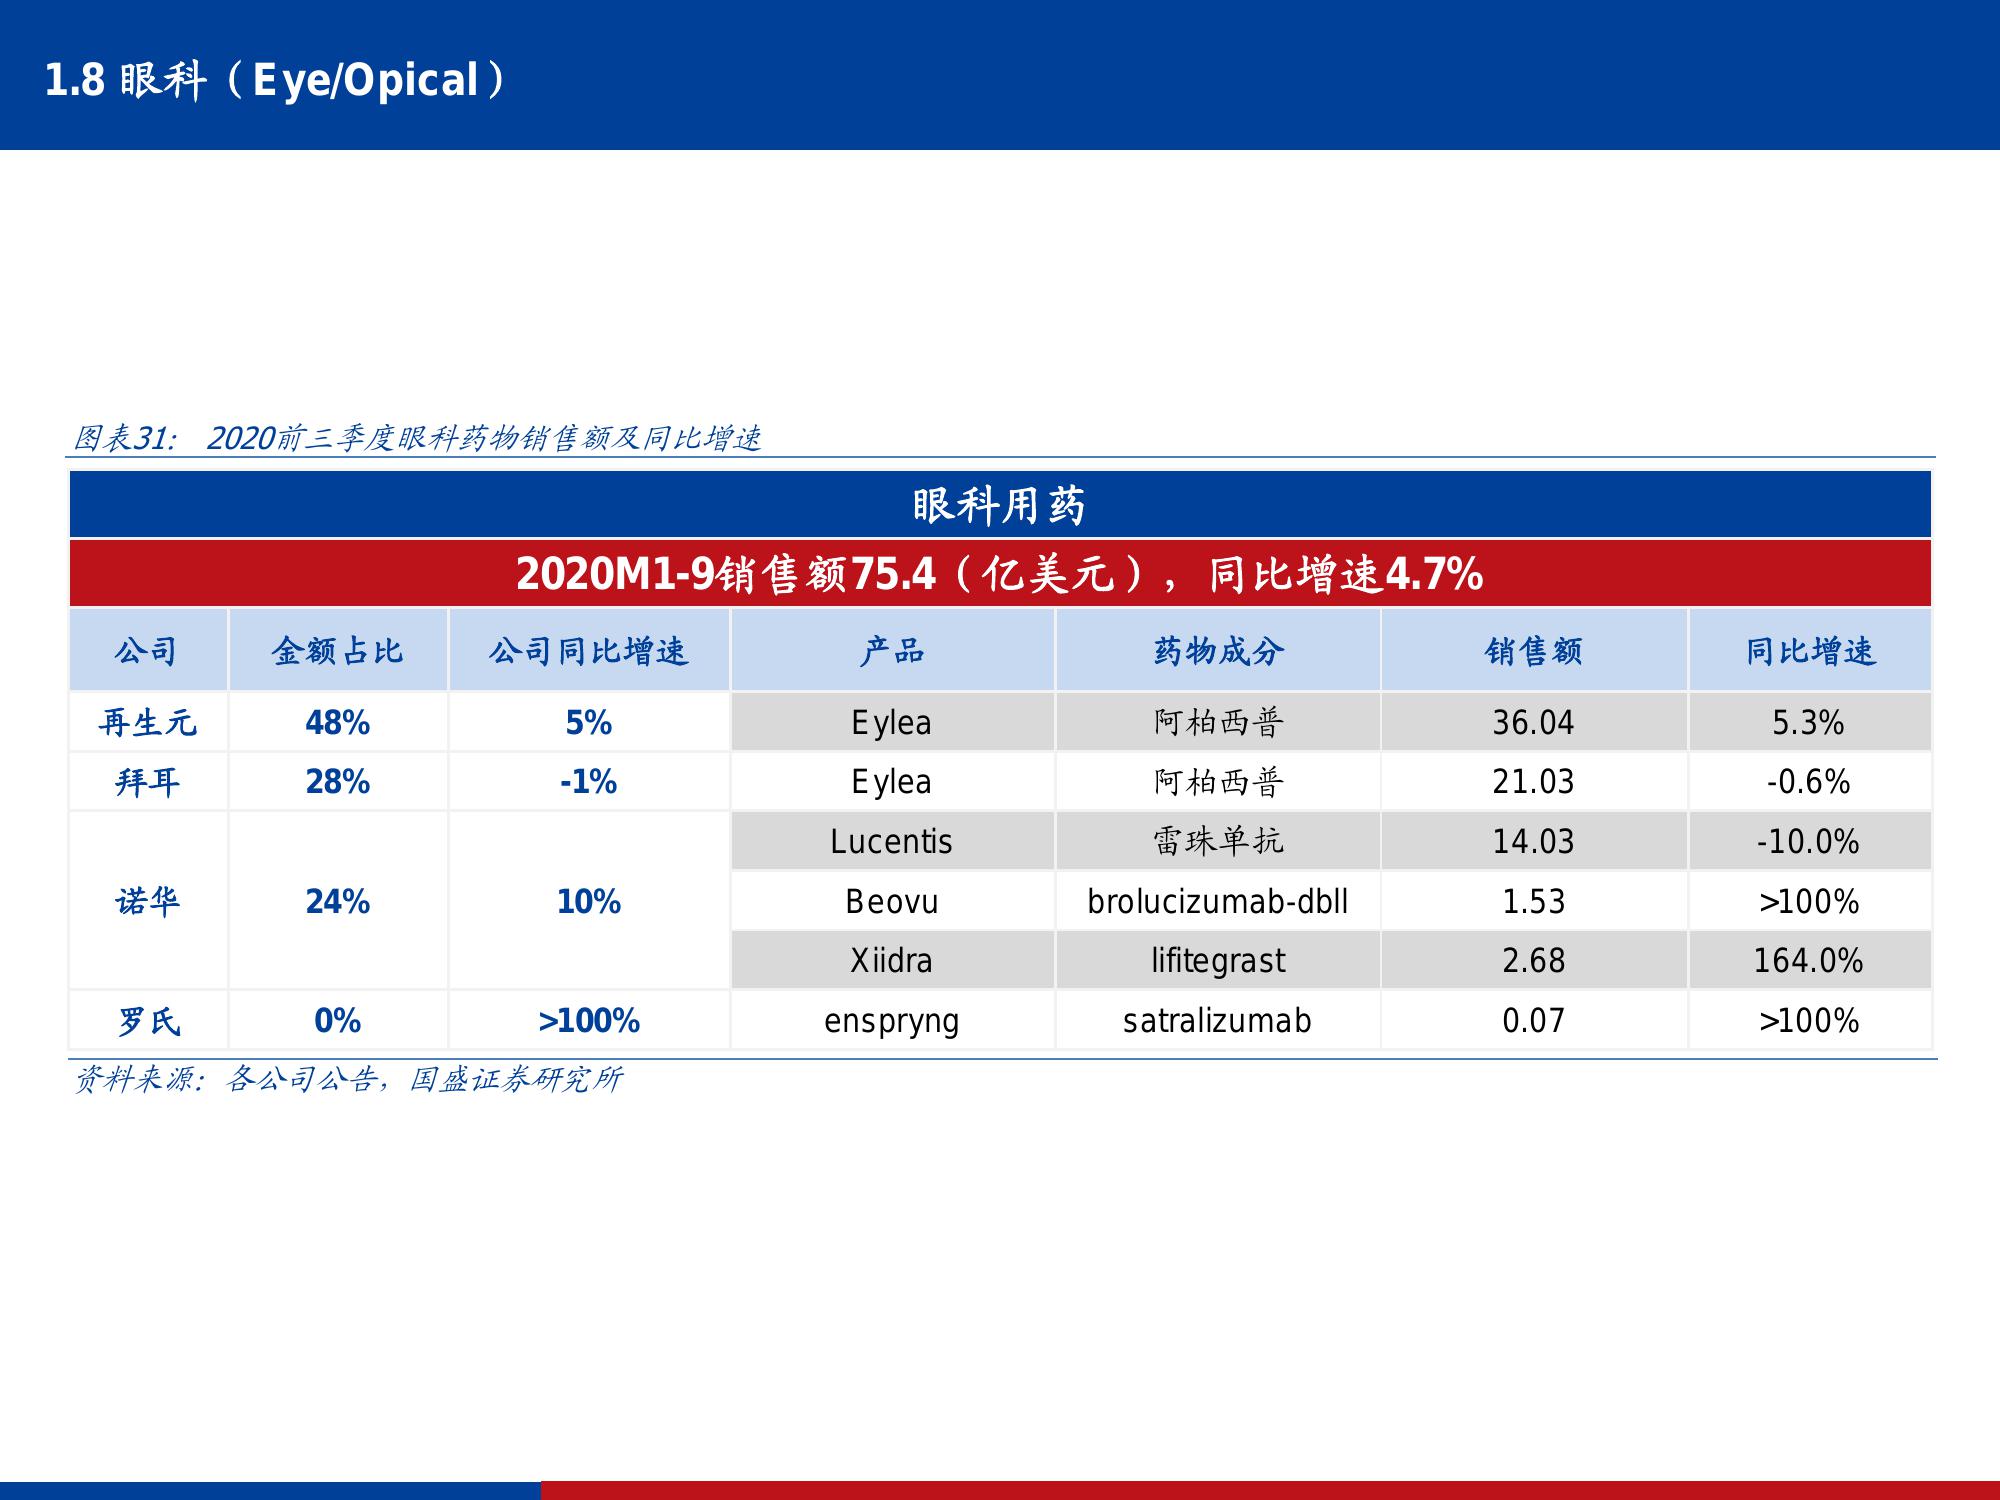 1.8 眼科（Eye/Opical）
图表31： 2020前三季度眼科药物销售额及同比增速
眼科用药
2020M1-9销售额75.4（亿美元），同比增速4.7%
公司 金额占比 公司同比增速 产品 药物成分 销售额 同比增速
再生元 48% 5% Eylea 阿柏西普 36.04 5.3%
拜耳 28% -1% Eylea 阿柏西普 21.03 -0.6%
Lucentis 雷珠单抗 14.03 -10.0%
诺华 24% 10% Beovu brolucizumab-dbll 1.53 >100%
Xiidra lifitegrast 2.68 164.0%
罗氏 0% >100% enspryng satralizumab 0.07 >100%
资料来源：各公司公告，国盛证券研究所